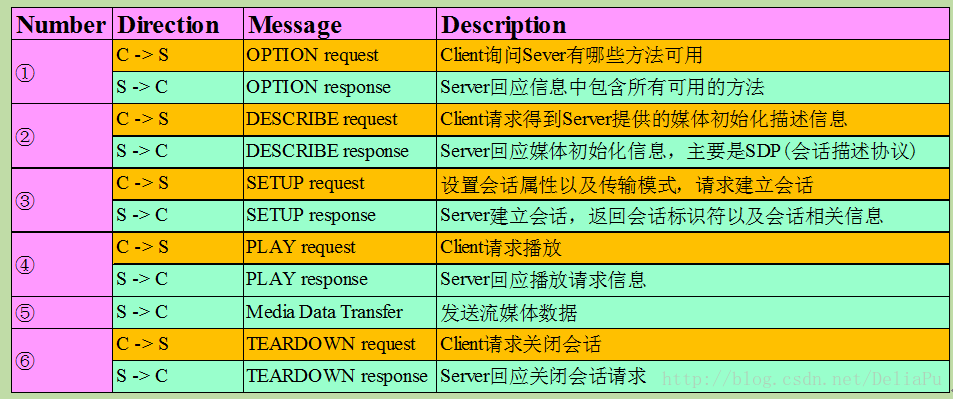 Number Direction Message Description
① C -> S OPTION request Client询问Sever有哪些方法可用
S -> C OPTION response Server回应信息中包含所有可用的方法
② C -> S DESCRIBE request Client请求得到Server提供的媒体初始化描述信息
S -> C DESCRIBE response Server回应媒体初始化信息，主要是SDP(会话描述协议)
③ C -> S SETUP request 设置会话属性以及传输模式，请求建立会话
S -> C SETUP response Server建立会话，返回会话标识符以及会话相关信息
④ C -> S PLAY request Client请求播放
S -> C PLAY response Server回应播放请求信息
⑤ S -> C Media Data Transfer 发送流媒体数据
⑥ C -> S TEARDOWN request Client请求关闭会话
S -> C TEARDOWN response Server回应关闭会话请求
http://blog.csdn.net/DeliaPu